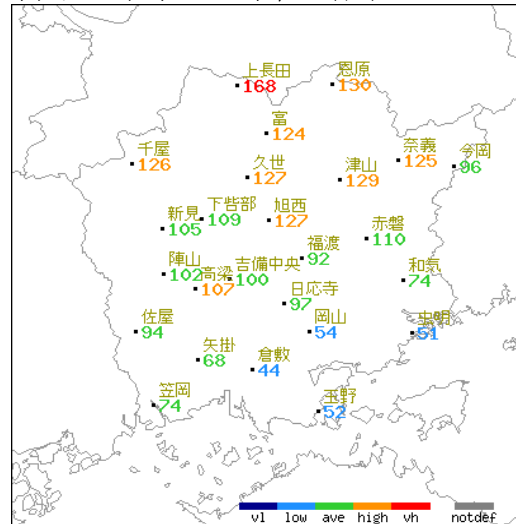 上長田
168
恩原
130
富
124
千屋
126
久世
127
津山
129
奈義
125
今岡
96
新見
105
下呰部
109
旭西
127
赤磐
110
福渡
92
陣山
102
高梁
107
吉備中央
100
和気
74
日応寺
97
佐屋
94
岡山
54
虫明
51
矢掛
68
倉敷
44
笠岡
74
玉野
52
vl low ave high vh notdef